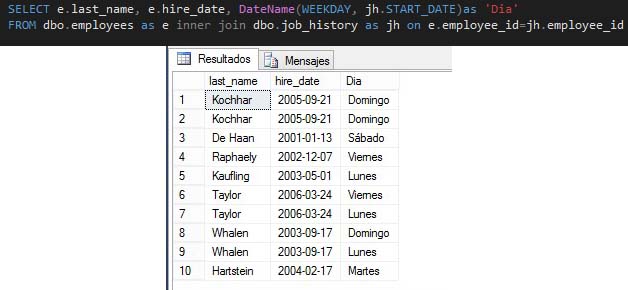 SELECT e.last_name, e.hire_date, DateName(WEEKDAY, jh.START_DATE)as 'Dia'
FROM dbo.employees as e inner join dbo.job_history as jh on e.employee_id=jh.employee_id
Resultados Mensajes
last_name hire_date Dia
1 Kochhar 2005-09-21 Domingo
2 Kochhar 2005-09-21 Domingo
3 De Haan 2001-01-13 Sábado
4 Raphaely 2002-12-07 Viernes
5 Kaufling 2003-05-01 Lunes
6 Taylor 2006-03-24 Viernes
7 Taylor 2006-03-24 Lunes
8 Whalen 2003-09-17 Domingo
9 Whalen 2003-09-17 Lunes
10 Hartstein 2004-02-17 Martes